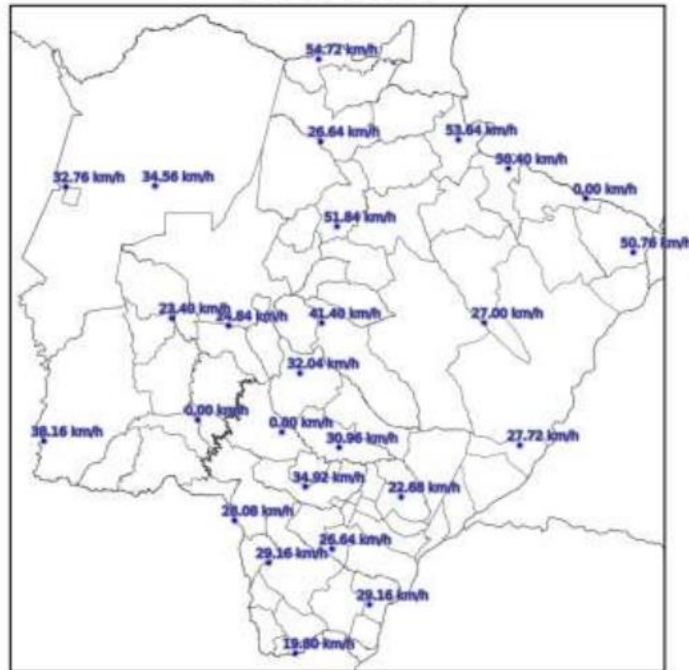 54.72 km/h
26.64 km/h
53.64 km/h
50.40 km/h
32.76 km/h
34.56 km/h
0.00 km/h
51.84 km/h
50.76 km/h
23.40 km/h
24.84 km/h
41.40 km/h
27.00 km/h
32.04 km/h
0.00 km/h
0.00 km/h
38.16 km/h
30.96 km/h
27.72 km/h
34.92 km/h
22.68 km/h
28.08 km/h
26.64 km/h
29.16 km/h
29.16 km/h
19.80 km/h